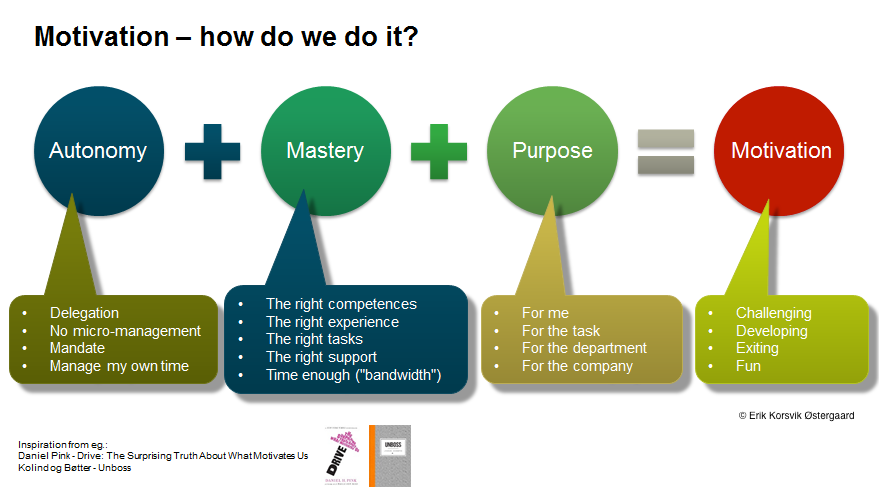 Motivation – how do we do it?
Autonomy
Mastery
Purpose
Motivation
• Delegation
• No micro-management
• Mandate
• Manage my own time
• The right competences
• The right experience
• The right tasks
• The right support
• Time enough ("bandwidth")
• For me
• For the task
• For the department
• For the company
• Challenging
• Developing
• Exiting
• Fun
© Erik Korsvik Østergaard
Inspiration from eg.:
Daniel Pink - Drive: The Surprising Truth About What Motivates Us
Kolind og Bøtter - Unboss
DRIVE
DANIEL H. PINK
UNBOSS